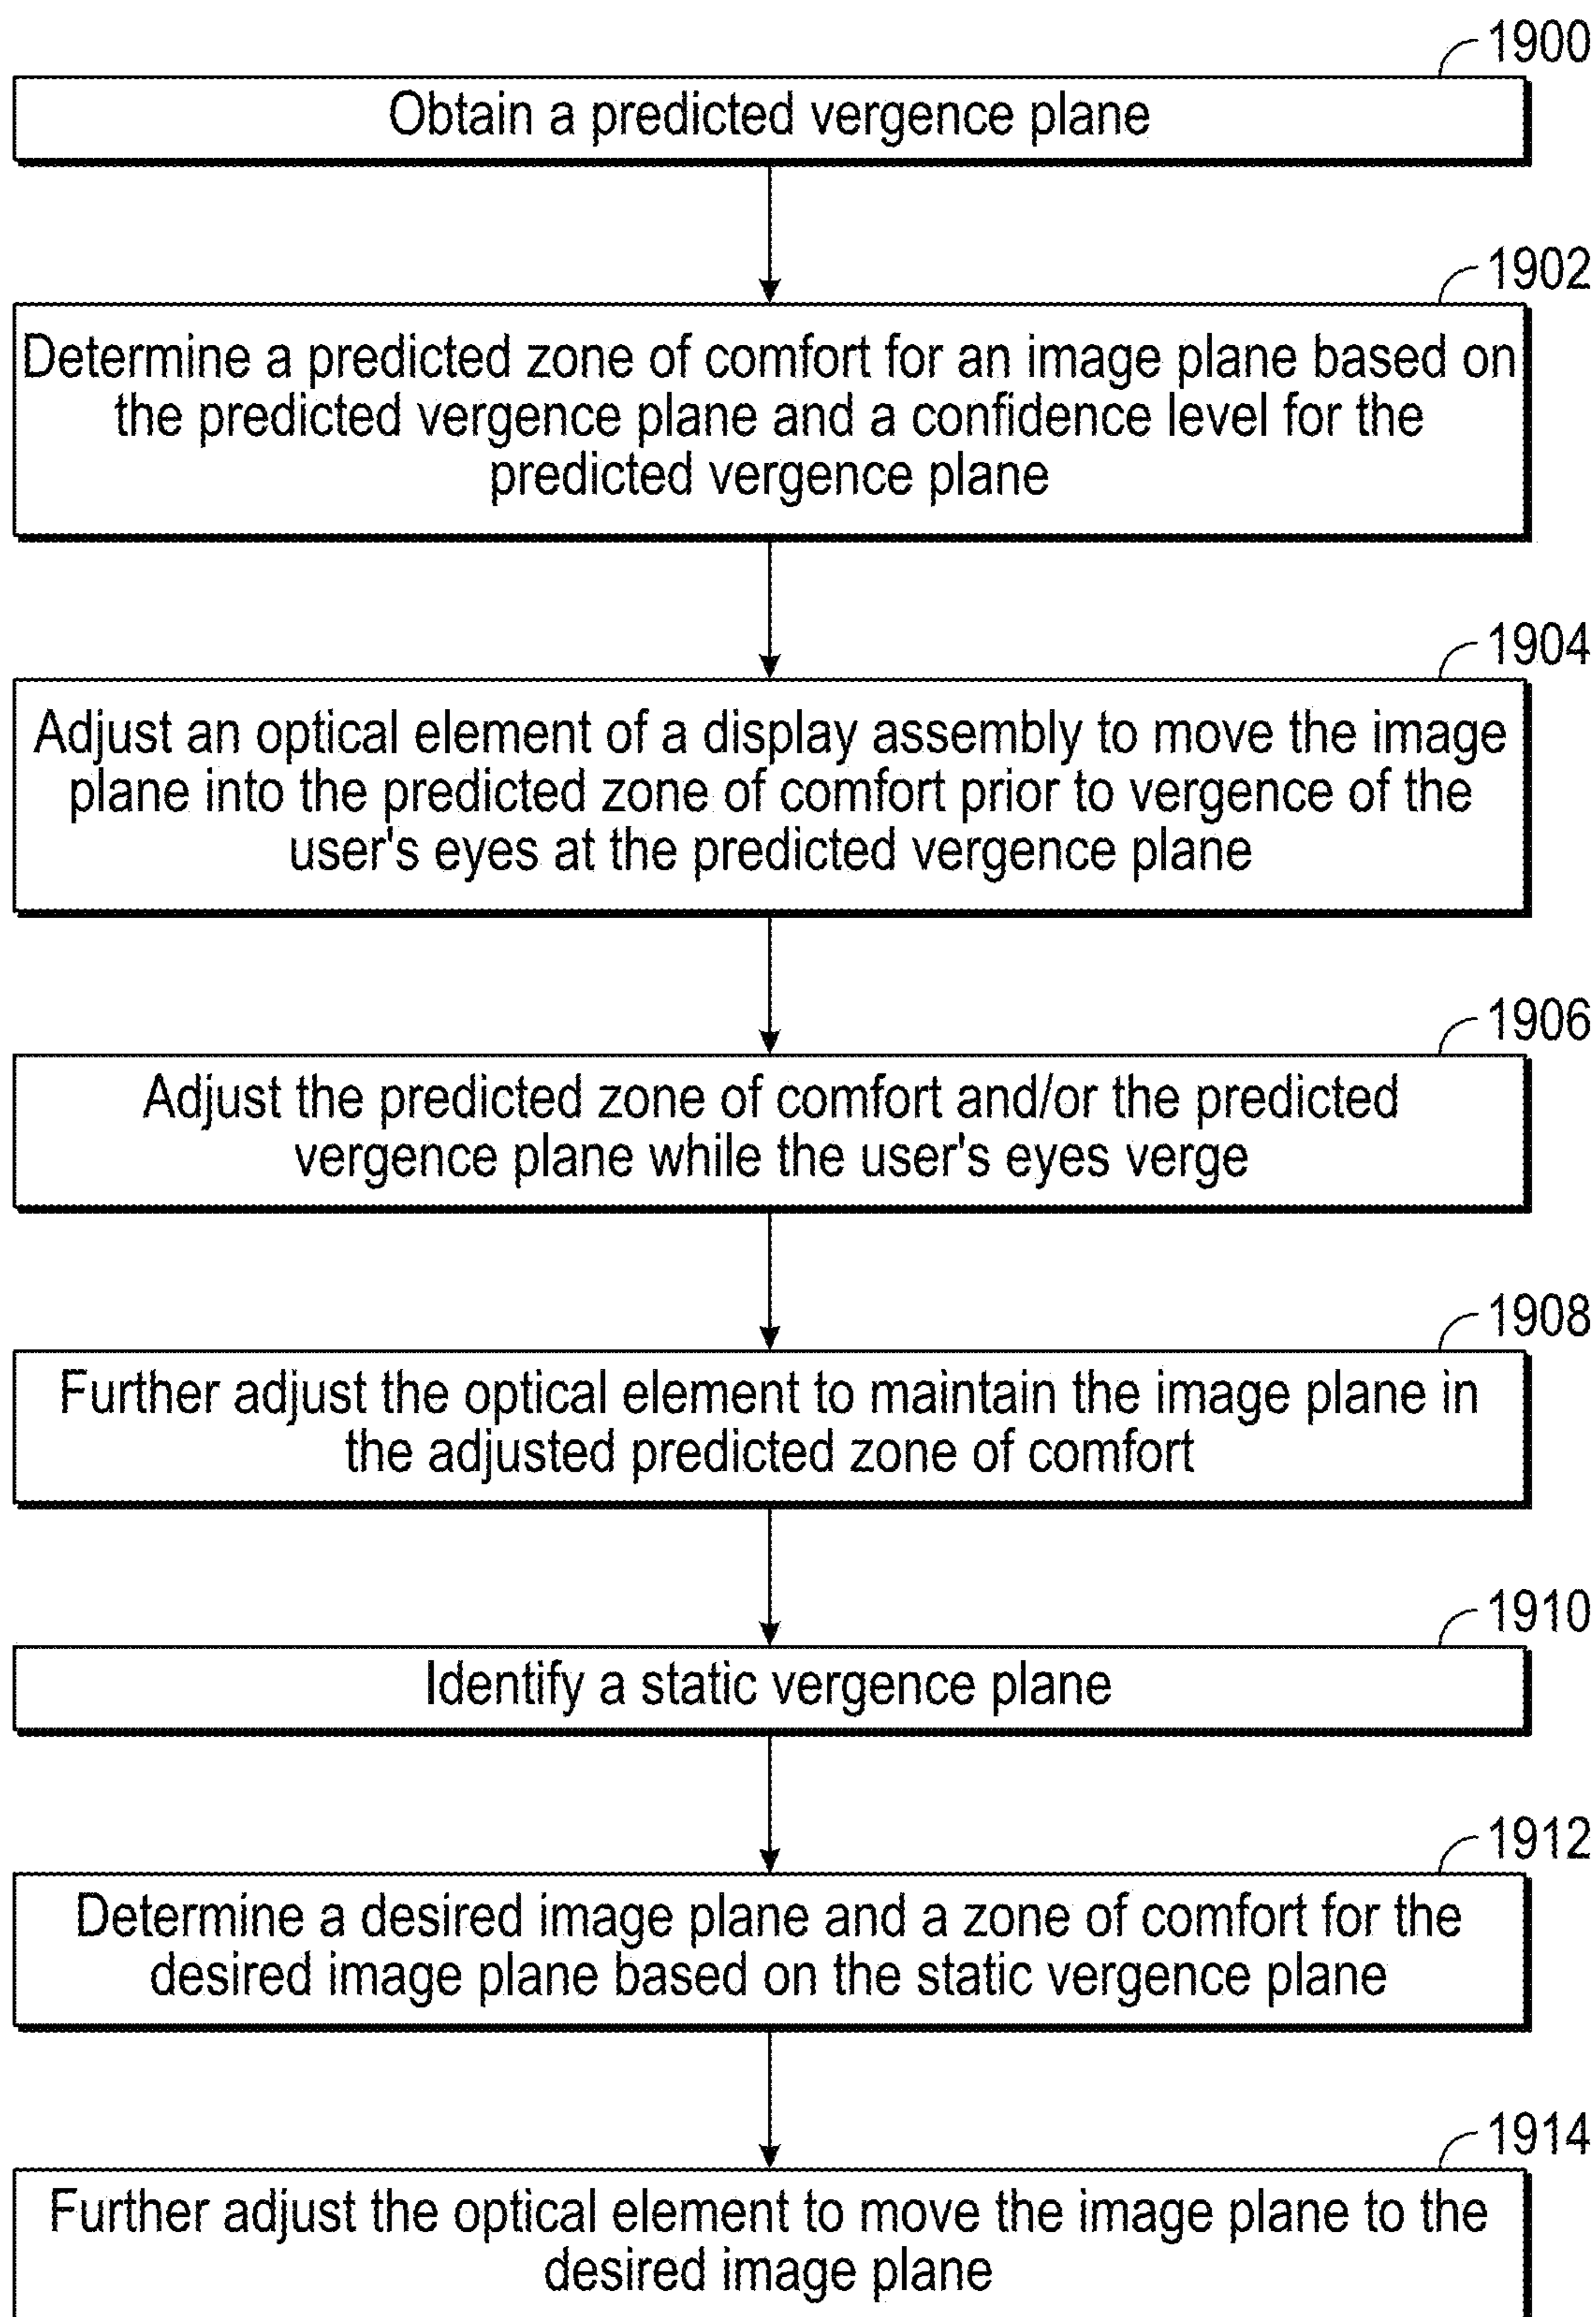 1900
Obtain a predicted vergence plane
1902
Determine a predicted zone of comfort for an image plane based on
the predicted vergence plane and a confidence level for the
predicted vergence plane
1904
Adjust an optical element of a display assembly to move the image
plane into the predicted zone of comfort prior to vergence of the
user's eyes at the predicted vergence plane
1906
Adjust the predicted zone of comfort and/or the predicted
vergence plane while the user's eyes verge
1908
Further adjust the optical element to maintain the image plane in
the adjusted predicted zone of comfort
1910
Identify a static vergence plane
1912
Determine a desired image plane and a zone of comfort for the
desired image plane based on the static vergence plane
1914
Further adjust the optical element to move the image plane to the
desired image plane